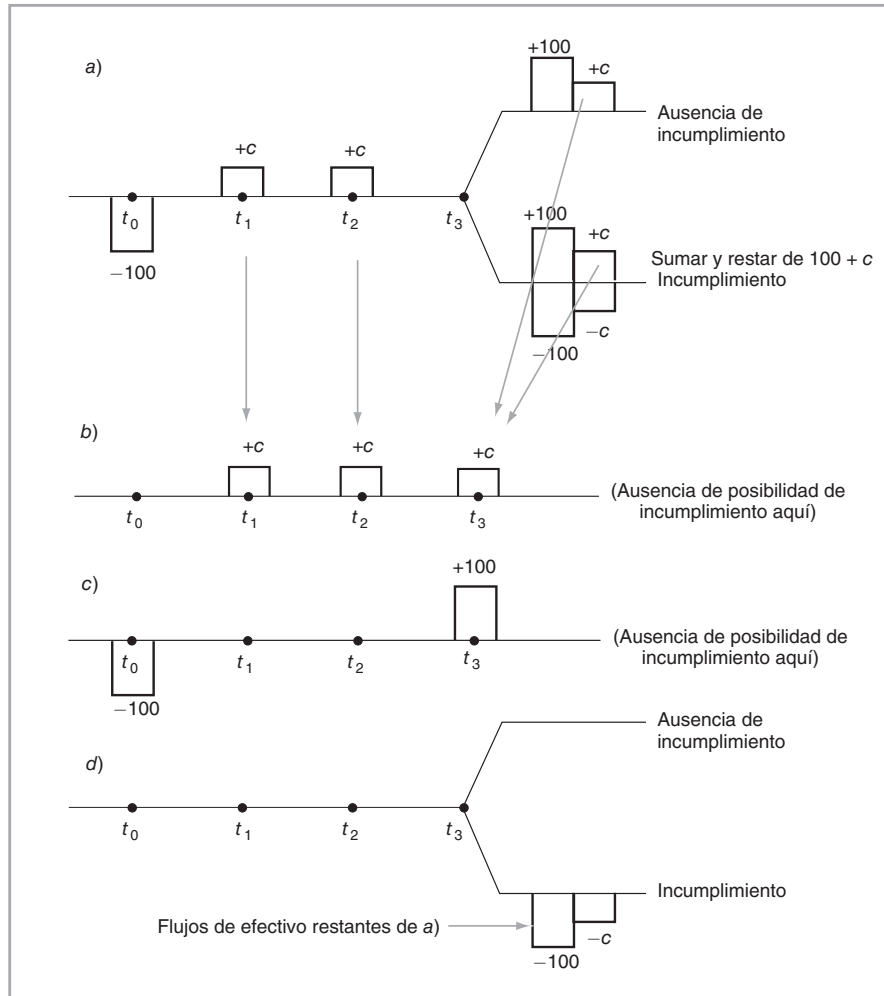 a)
+100
+c
Ausencia de
incumplimiento
+c
+c
t0
t1
t2
t3
−100
+100
+c
Sumar y restar de 100 + c
Incumplimiento
−c
−100
b)
+c
+c
+c
(Ausencia de posibilidad de
incumplimiento aquí)
t0
t1
t2
t3
c)
+100
(Ausencia de posibilidad de
incumplimiento aquí)
t0
t1
t2
t3
−100
Ausencia de
incumplimiento
d)
t0
t1
t2
t3
Incumplimiento
Flujos de efectivo restantes de a)
−c
−100